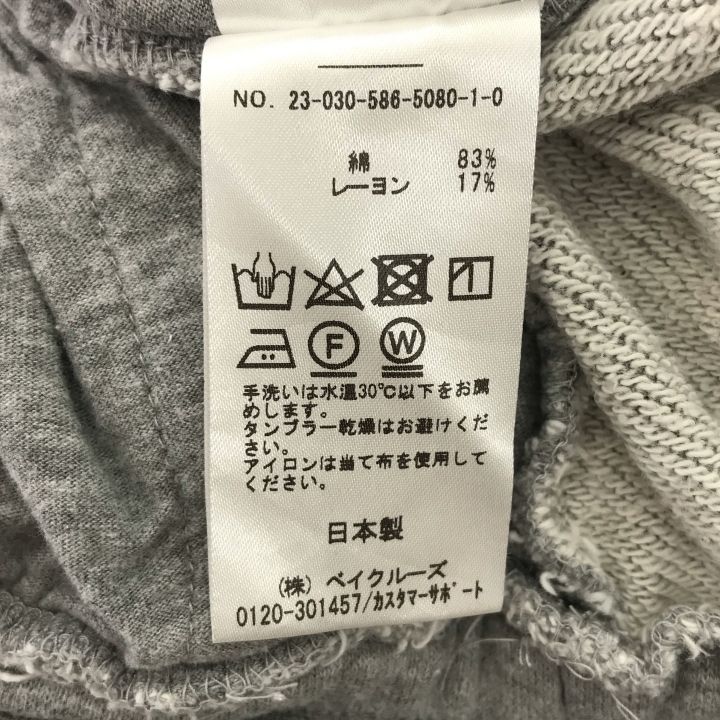 NO. 23-030-586-5080-1-0
綿 83%
レーヨン 17%
F W
手洗いは水温30℃以下をお薦
めします。
タンブラー乾燥はお避けくだ
さい。
アイロンは当て布を使用して
ください。
日本製
(株) ベイクルーズ
0120-301457/カスタマーサポート